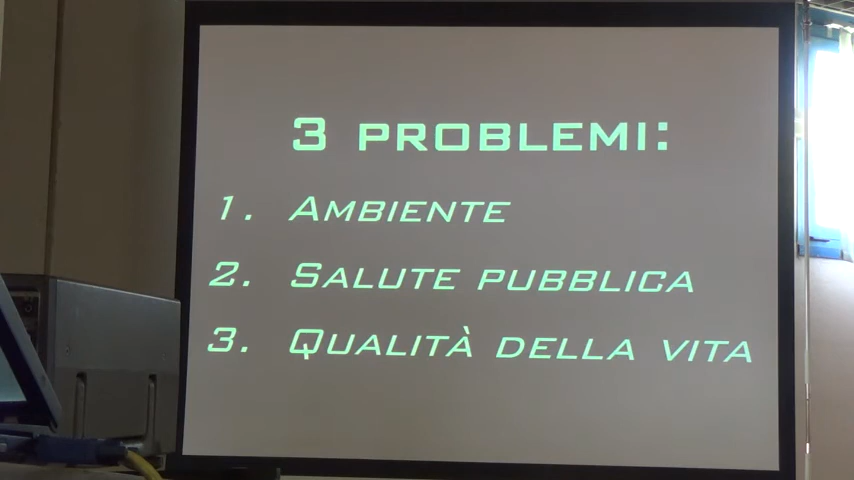 3 PROBLEMI:
1. AMBIENTE
2. SALUTE PUBBLICA
3. QUALITÀ DELLA VITA